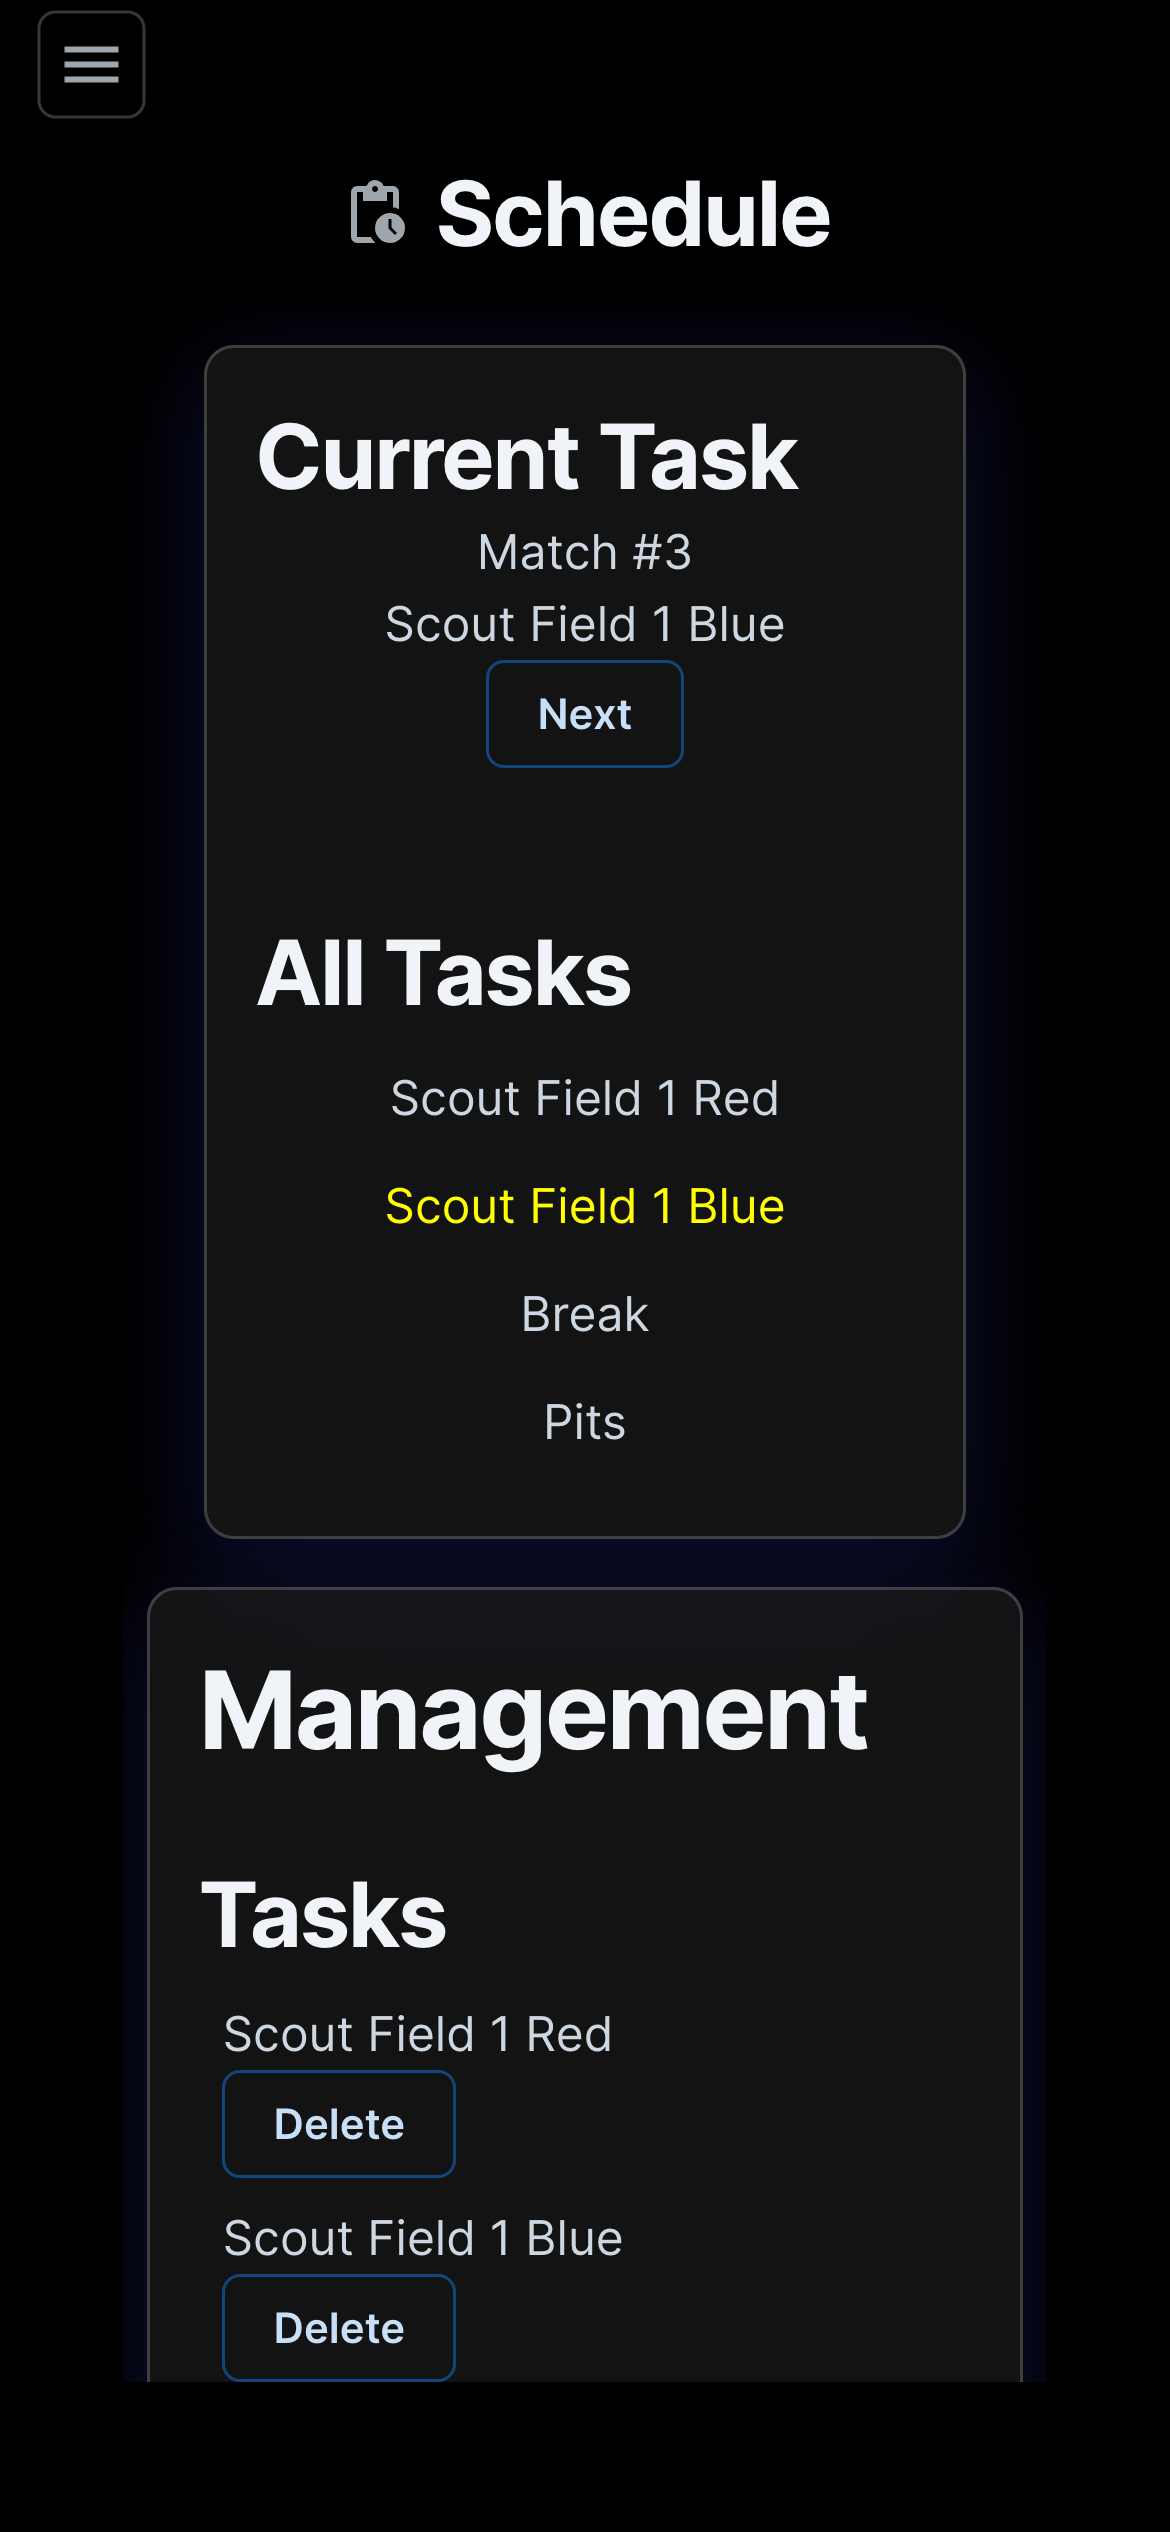 Schedule
Current Task
Match #3
Scout Field 1 Blue
Next
All Tasks
Scout Field 1 Red
Scout Field 1 Blue
Break
Pits
Management
Tasks
Scout Field 1 Red
Delete
Scout Field 1 Blue
Delete